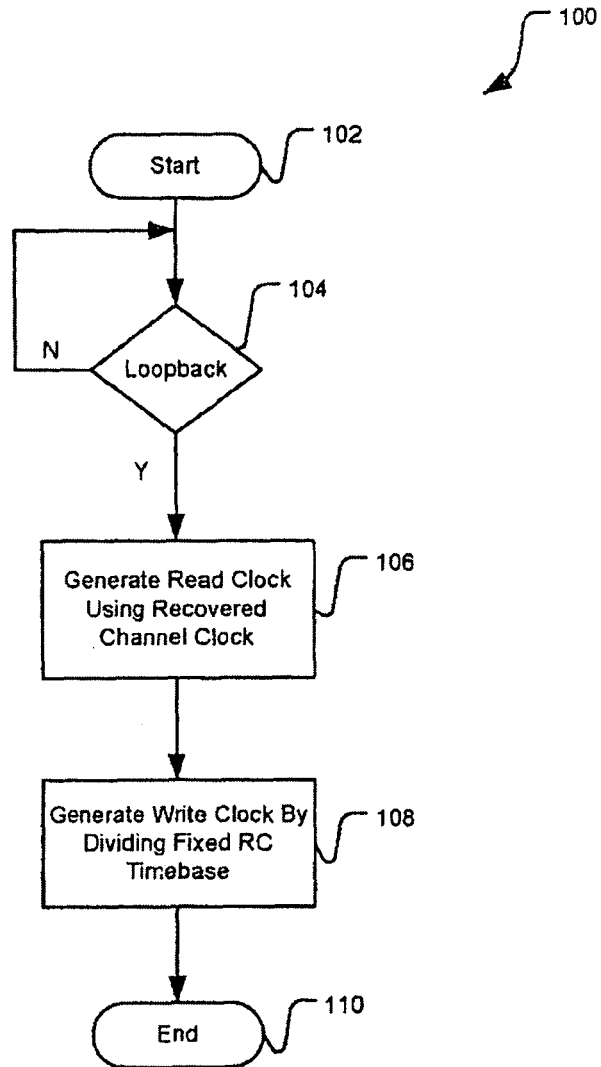 100
Start
102
104
Loopback
N
Y
Generate Read Clock
Using Recovered
Channel Clock
106
Generate Write Clock By
Dividing Fixed RC
Timebase
108
End
110